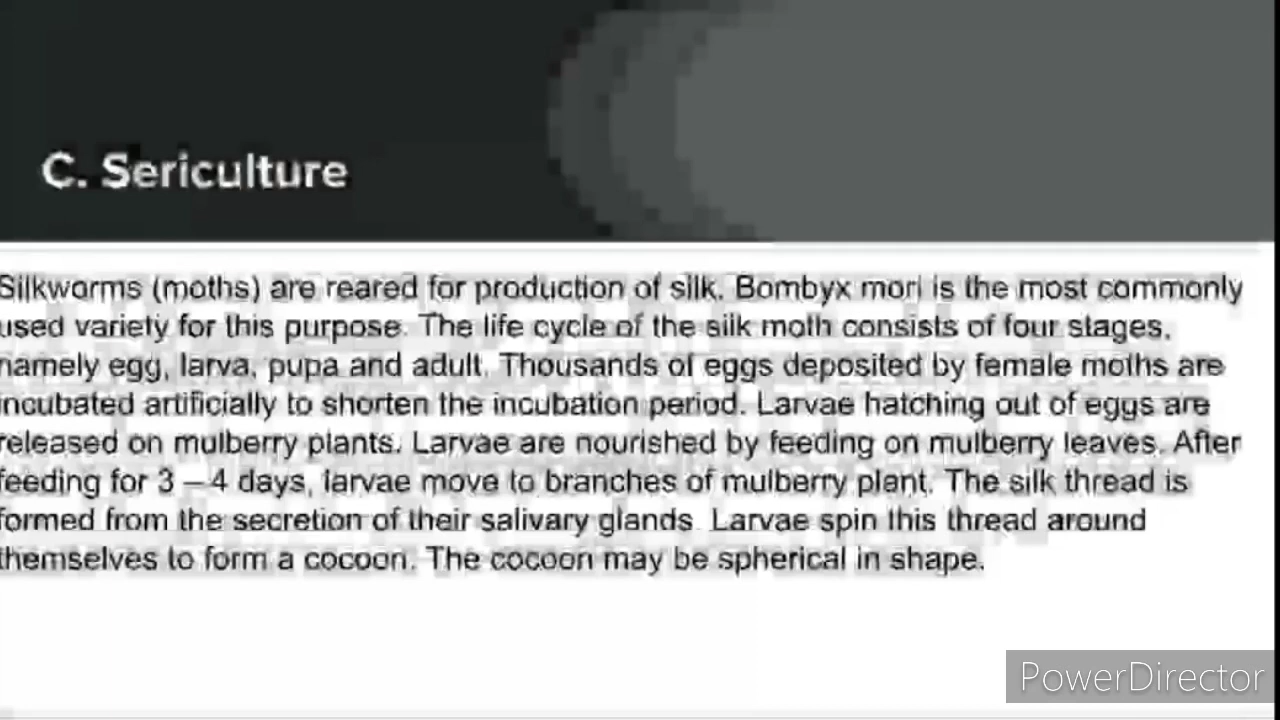 C. Sericulture
Silkworms (moths) are reared for production of silk. Bombyx mori is the most commonly
used variety for this purpose. The life cycle of the silk moth consists of four stages,
namely egg, larva, pupa and adult. Thousands of eggs deposited by female moths are
incubated artificially to shorten the incubation period. Larvae hatching out of eggs are
released on mulberry plants. Larvae are nourished by feeding on mulberry leaves. After
feeding for 3 – 4 days, larvae move to branches of mulberry plant. The silk thread is
formed from the secretion of their salivary glands. Larvae spin this thread around
themselves to form a cocoon. The cocoon may be spherical in shape.
PowerDirector